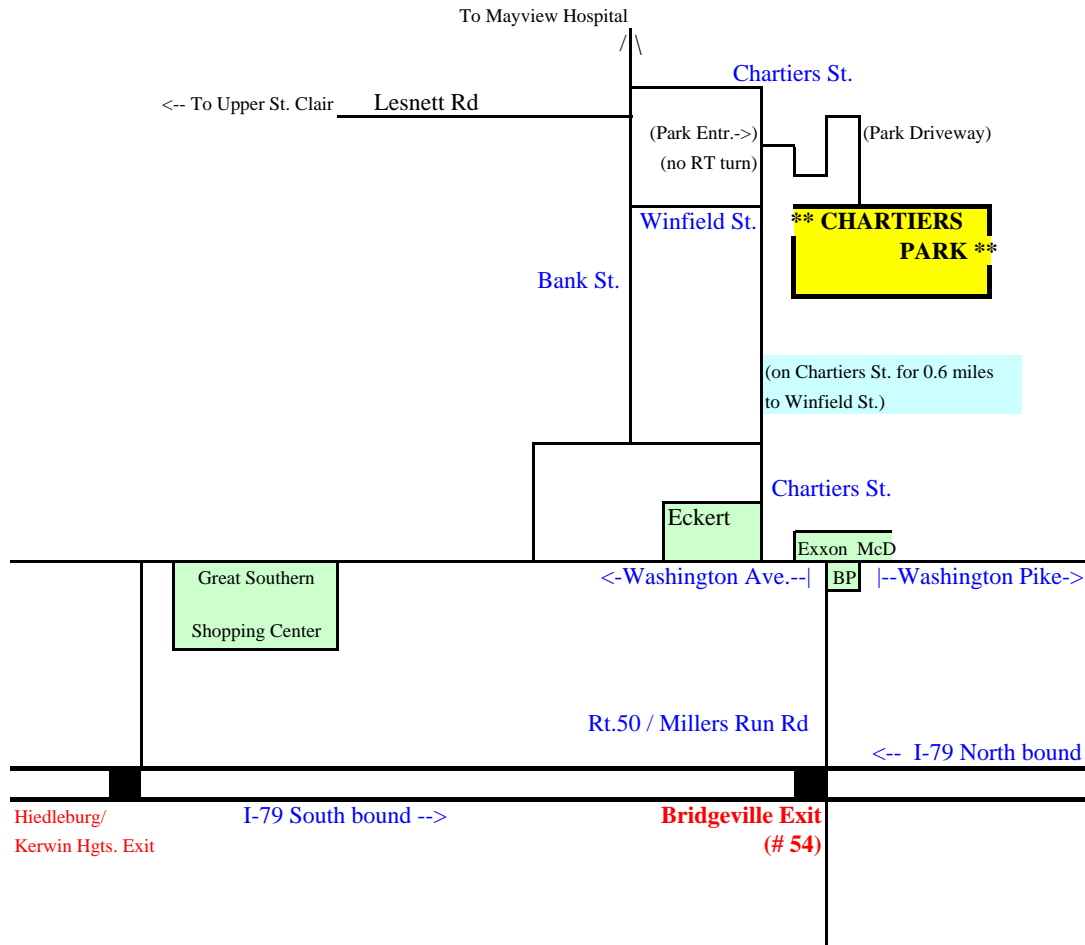 To Mayview Hospital
/ \
Chartiers St.
<-- To Upper St. Clair Lesnett Rd
(Park Entr.->) (Park Driveway)
(no RT turn)
Winfield St. ** CHARTIERS
PARK **
Bank St.
(on Chartiers St. for 0.6 miles
to Winfield St.)
Chartiers St.
Eckert
Exxon McD
Great Southern <-Washington Ave.--| BP |--Washington Pike->
Shopping Center
Rt.50 / Millers Run Rd
<-- I-79 North bound
Hiedleburg/ I-79 South bound --> Bridgeville Exit
Kerwin Hgts. Exit (# 54)